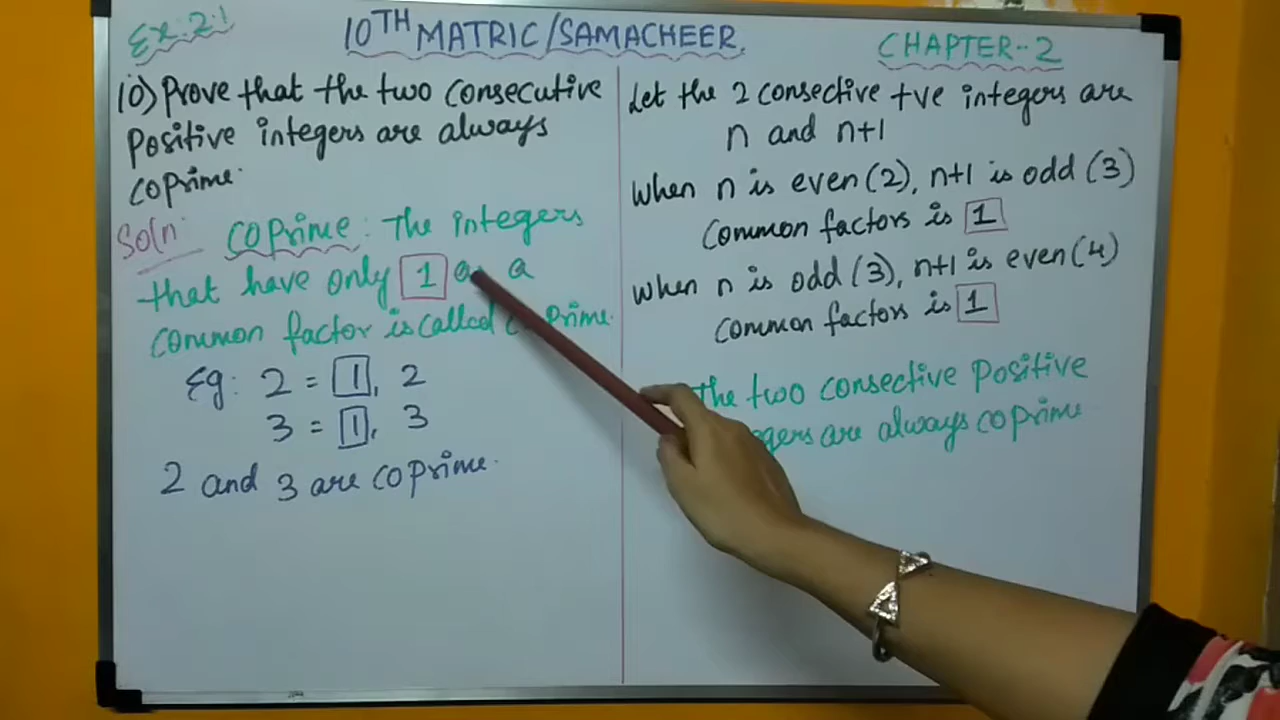 Ex:2.1
10TH MATRIC/SAMACHEER.
CHAPTER-2
10) Prove that the two consecutive
Positive integers are always
coprime.
Soln
COPrime: The integers
that have only 1 a
common factor is called Prime.
Eg: 2 = 1, 2
3 = 1, 3
2 and 3 are coprime.
Let the 2 consective +ve integers are
n and n+1
When n is even(2), n+1 is odd (3)
Common factors is 1
When n is odd (3), n+1 is even(4)
Common factors is 1
The two consective Positive
are always coprime